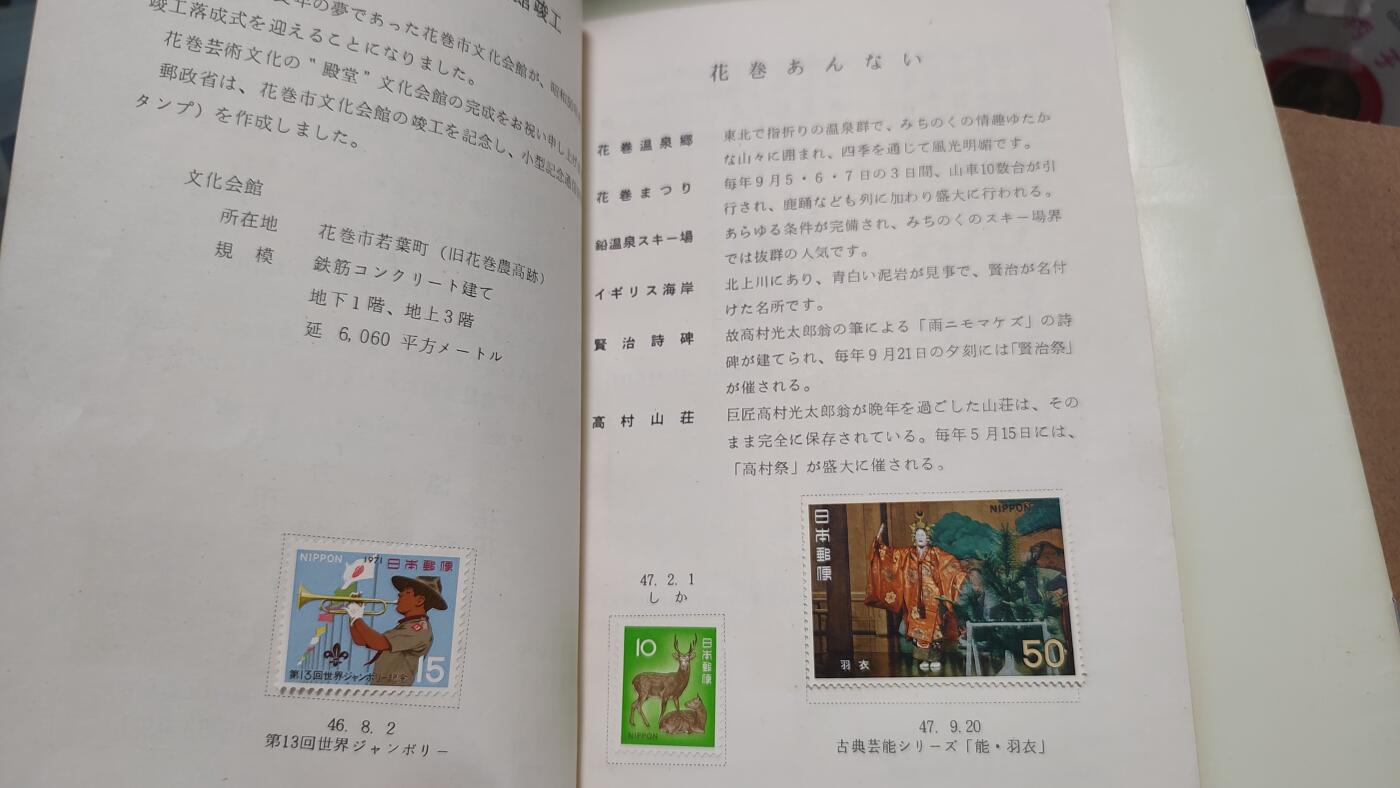 館竣工
年の夢であった花巻市文化会館が、昭和
竣工落成式を迎えることになりました。
花巻芸術文化の"殿堂"文化会館の完成をお祝い申し上げ
郵政省は、花巻市文化会館の竣工を記念し、小型記念通信
タンプ）を作成しました。
文化会館
所在地 花巻市若葉町（旧花巻農高跡）
規模 鉄筋コンクリート建て
地下1階、地上3階
延 6,060 平方メートル
NIPPON 1971 日本郵便
第13回世界ジャンボリー記念 15
46. 8. 2
第13回世界ジャンボリー
花巻あんない
花巻温泉郷 東北で指折りの温泉群で、みちのくの情趣ゆたか
な山々に囲まれ、四季を通じて風光明媚です。
花巻まつり 毎年9月5・6・7日の3日間、山車10数台が引
行され、鹿踊なども列に加わり盛大に行われる。
鉛温泉スキー場 あらゆる条件が完備され、みちのくのスキー場界
では抜群の人気です。
イギリス海岸 北上川にあり、青白い泥岩が見事で、賢治が名付
けた名所です。
賢治詩碑 故高村光太郎翁の筆による「雨ニモマケズ」の詩
碑が建てられ、毎年9月21日の夕刻には「賢治祭」
が催される。
高村山荘 巨匠高村光太郎翁が晩年を過ごした山荘は、その
まま完全に保存されている。毎年5月15日には、
「高村祭」が盛大に催される。
47. 2. 1
しか
10 日本郵便
NIPPON
日本郵便 NIPPON
羽衣 50
47. 9.20
古典芸能シリーズ「能・羽衣」